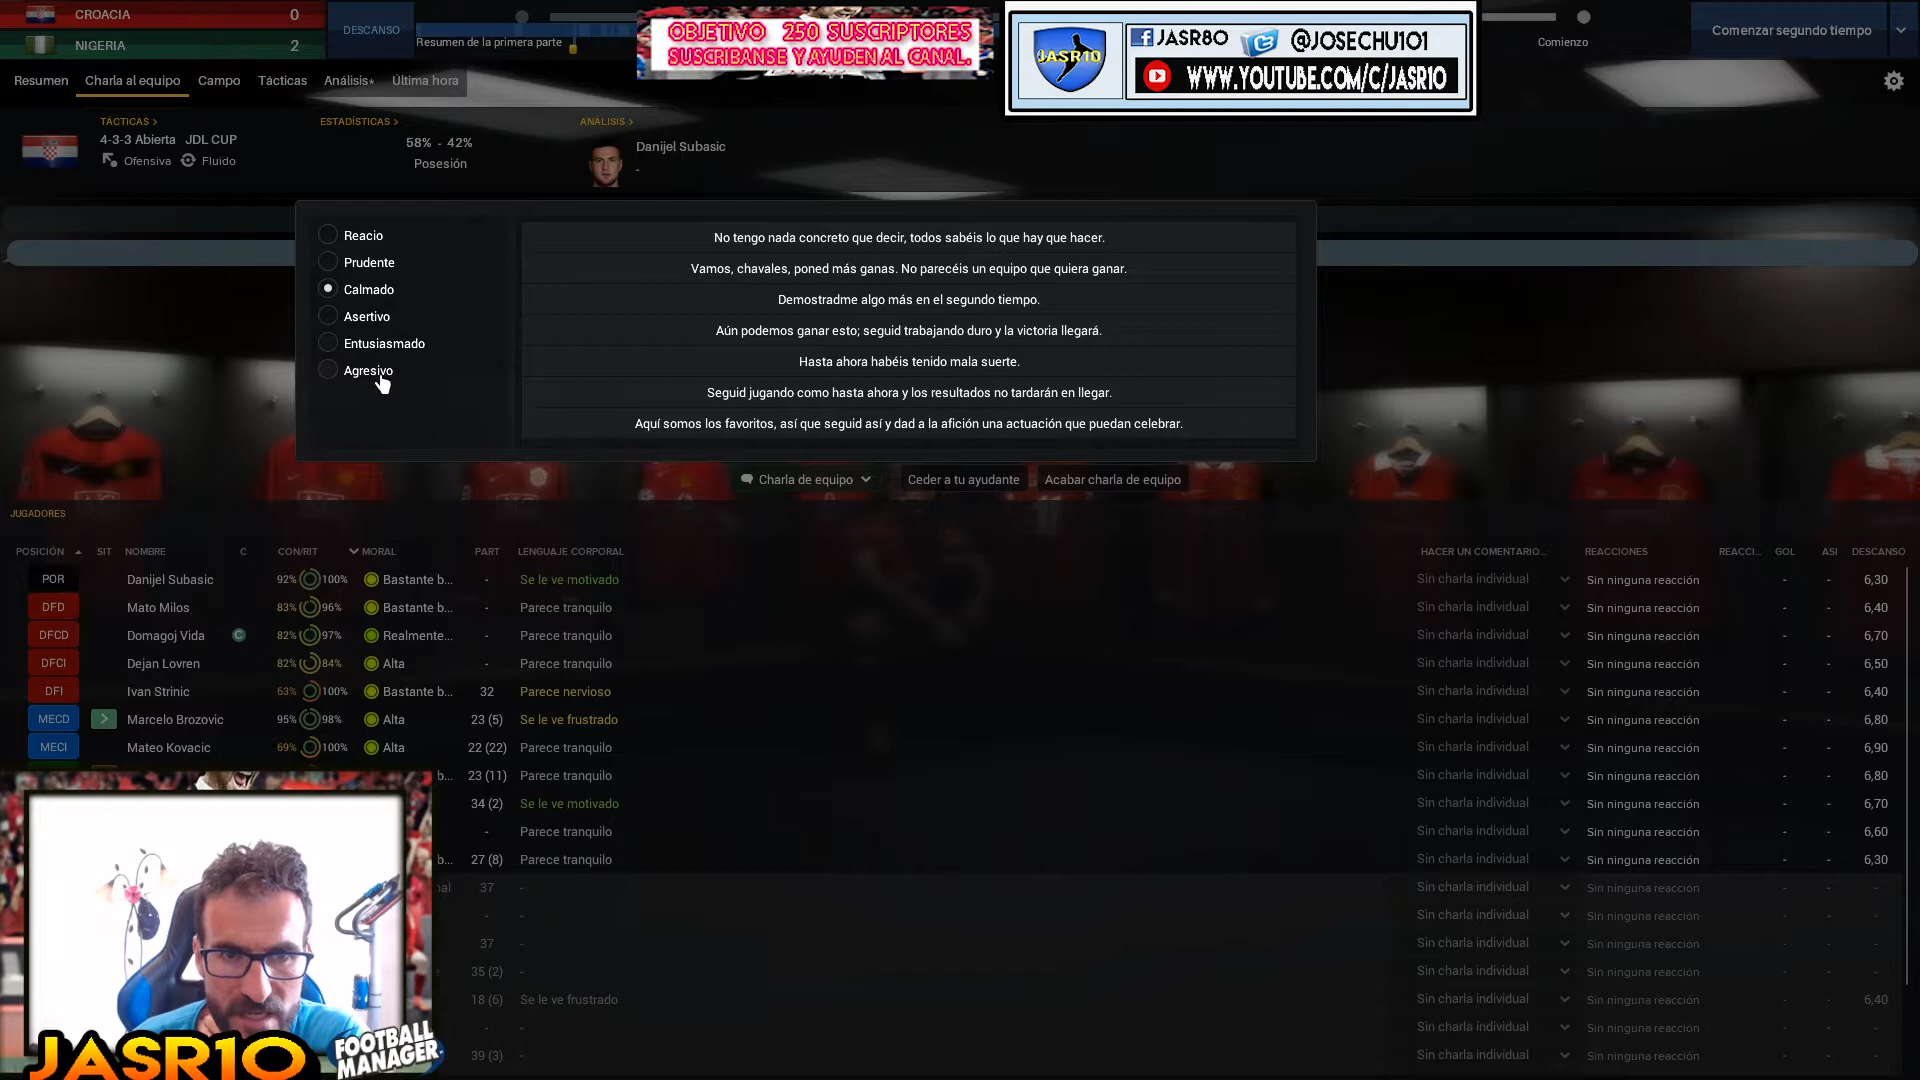 CROACIA 0
NIGERIA 2
DESCANSO
Resumen de la primera parte
OBJETIVO 250 SUSCRIPTORES
SUSCRIBANSE Y AYUDEN AL CANAL.
JASR10
JASR80 @JOSECHU101
WWW.YOUTUBE.COM/C/JASR10
Comienzo
Comenzar segundo tiempo
Resumen Charla al equipo Campo Tácticas Análisis* Última hora
TÁCTICAS > ESTADÍSTICAS > ANÁLISIS >
4-3-3 Abierta JDL CUP 58% - 42% Danijel Subasic
Ofensiva Fluido Posesión -
Reacio
Prudente
Calmado
Asertivo
Entusiasmado
Agresivo
No tengo nada concreto que decir, todos sabéis lo que hay que hacer.
Vamos, chavales, poned más ganas. No parecéis un equipo que quiera ganar.
Demostradme algo más en el segundo tiempo.
Aún podemos ganar esto; seguid trabajando duro y la victoria llegará.
Hasta ahora habéis tenido mala suerte.
Seguid jugando como hasta ahora y los resultados no tardarán en llegar.
Aquí somos los favoritos, así que seguid así y dad a la afición una actuación que puedan celebrar.
Charla de equipo Ceder a tu ayudante Acabar charla de equipo
JUGADORES
POSICIÓN SIT NOMBRE C CON/RIT MORAL PART LENGUAJE CORPORAL HACER UN COMENTARIO... REACCIONES REACCI... GOL ASI DESCANSO
POR Danijel Subasic 92% 100% Bastante b... - Se le ve motivado Sin charla individual Sin ninguna reacción - - 6,30
DFD Mato Milos 83% 96% Bastante b... - Parece tranquilo Sin charla individual Sin ninguna reacción - - 6,40
DFCD Domagoj Vida C 82% 97% Realmente... - Parece tranquilo Sin charla individual Sin ninguna reacción - - 6,70
DFCI Dejan Lovren 82% 84% Alta - Parece tranquilo Sin charla individual Sin ninguna reacción - - 6,50
DFI Ivan Strinic 63% 100% Bastante b... 32 Parece nervioso Sin charla individual Sin ninguna reacción - - 6,40
MECD Marcelo Brozovic 95% 98% Alta 23 (5) Se le ve frustrado Sin charla individual Sin ninguna reacción - - 6,80
MECI Mateo Kovacic 69% 100% Alta 22 (22) Parece tranquilo Sin charla individual Sin ninguna reacción - - 6,90
b... 23 (11) Parece tranquilo Sin charla individual Sin ninguna reacción - - 6,80
34 (2) Se le ve motivado Sin charla individual Sin ninguna reacción - - 6,70
- Parece tranquilo Sin charla individual Sin ninguna reacción - - 6,60
b... 27 (8) Parece tranquilo Sin charla individual Sin ninguna reacción - - 6,30
37 - Sin charla individual Sin ninguna reacción - -
- - Sin charla individual Sin ninguna reacción - -
37 - Sin charla individual Sin ninguna reacción - -
35 (2) - Sin charla individual Sin ninguna reacción - -
18 (6) Se le ve frustrado Sin charla individual Sin ninguna reacción - - 6,40
- - Sin charla individual Sin ninguna reacción - -
39 (3) - Sin charla individual Sin ninguna reacción - -
JASR10
FOOTBALL
MANAGER